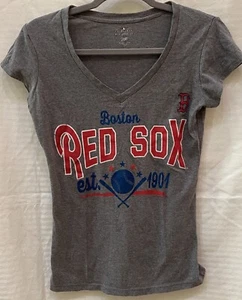 Boston
RED SOX
est. 1901
B